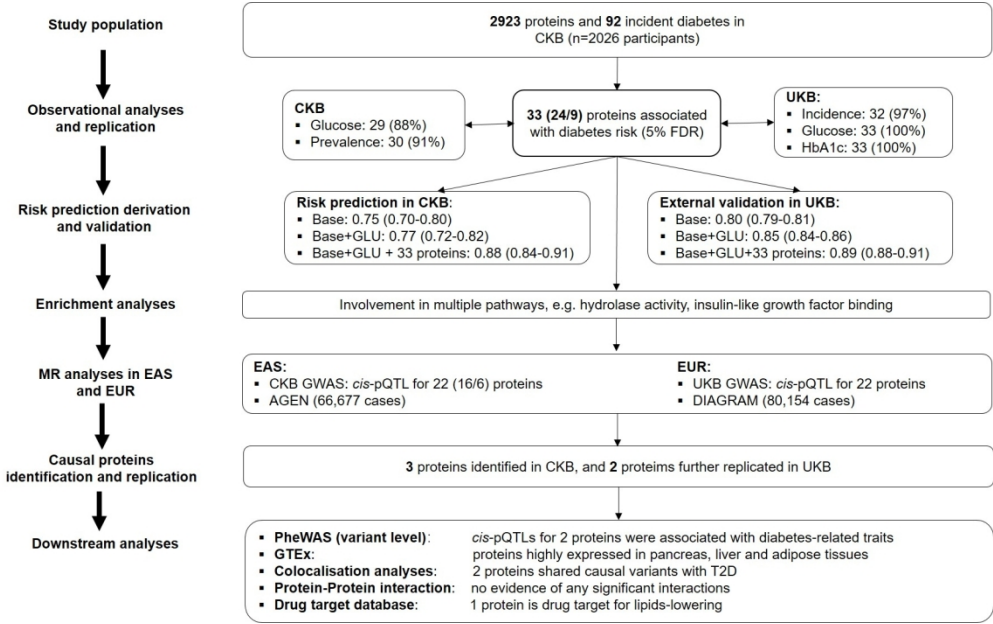 Study population
2923 proteins and 92 incident diabetes in
CKB (n=2026 participants)
Observational analyses
and replication
CKB
▪ Glucose: 29 (88%)
▪ Prevalence: 30 (91%)
33 (24/9) proteins associated
with diabetes risk (5% FDR)
UKB:
▪ Incidence: 32 (97%)
▪ Glucose: 33 (100%)
▪ HbA1c: 33 (100%)
Risk prediction derivation
and validation
Risk prediction in CKB:
▪ Base: 0.75 (0.70-0.80)
▪ Base+GLU: 0.77 (0.72-0.82)
▪ Base+GLU + 33 proteins: 0.88 (0.84-0.91)
External validation in UKB:
▪ Base: 0.80 (0.79-0.81)
▪ Base+GLU: 0.85 (0.84-0.86)
▪ Base+GLU+33 proteins: 0.89 (0.88-0.91)
Enrichment analyses
Involvement in multiple pathways, e.g. hydrolase activity, insulin-like growth factor binding
MR analyses in EAS
and EUR
EAS:
▪ CKB GWAS: cis-pQTL for 22 (16/6) proteins
▪ AGEN (66,677 cases)
EUR:
▪ UKB GWAS: cis-pQTL for 22 proteins
▪ DIAGRAM (80,154 cases)
Causal proteins
identification and replication
3 proteins identified in CKB, and 2 proteims further replicated in UKB
Downstream analyses
▪ PheWAS (variant level): cis-pQTLs for 2 proteins were associated with diabetes-related traits
▪ GTEx: proteins highly expressed in pancreas, liver and adipose tissues
▪ Colocalisation analyses: 2 proteins shared causal variants with T2D
▪ Protein-Protein interaction: no evidence of any significant interactions
▪ Drug target database: 1 protein is drug target for lipids-lowering